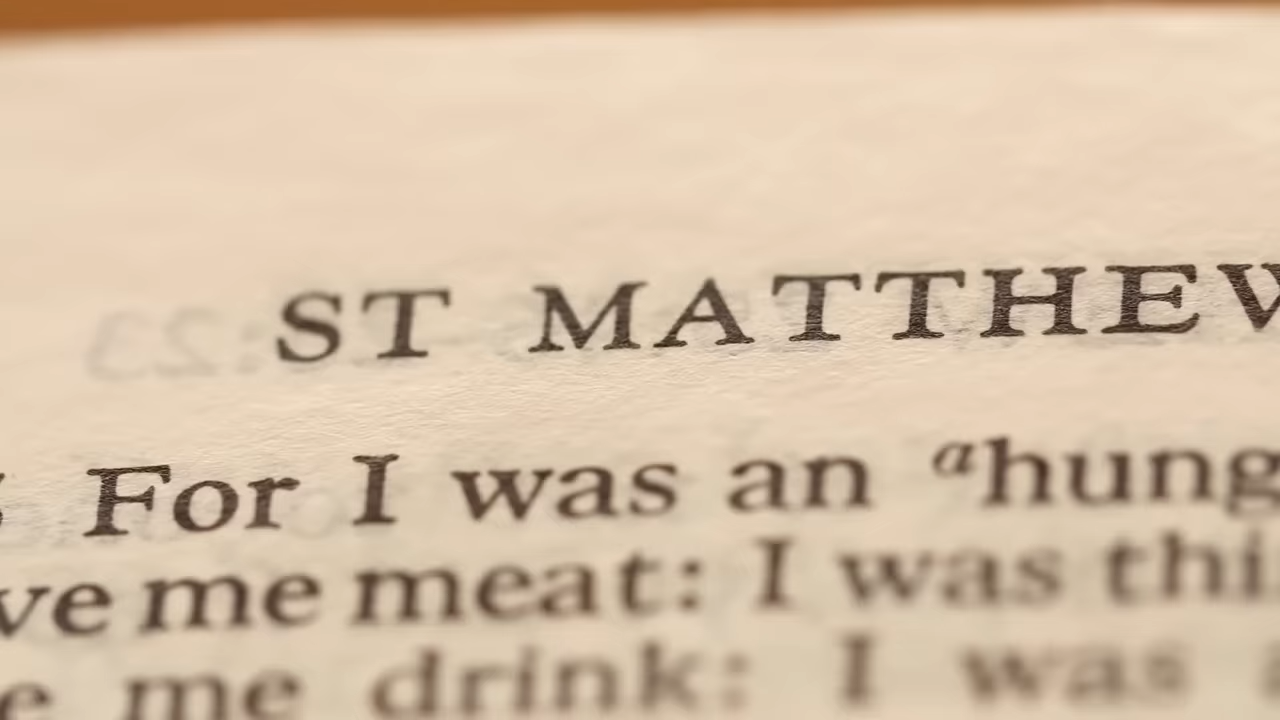 ST MATTHEW
For I was an ᵃhung
ve me meat: I was thi
e me drink: I was